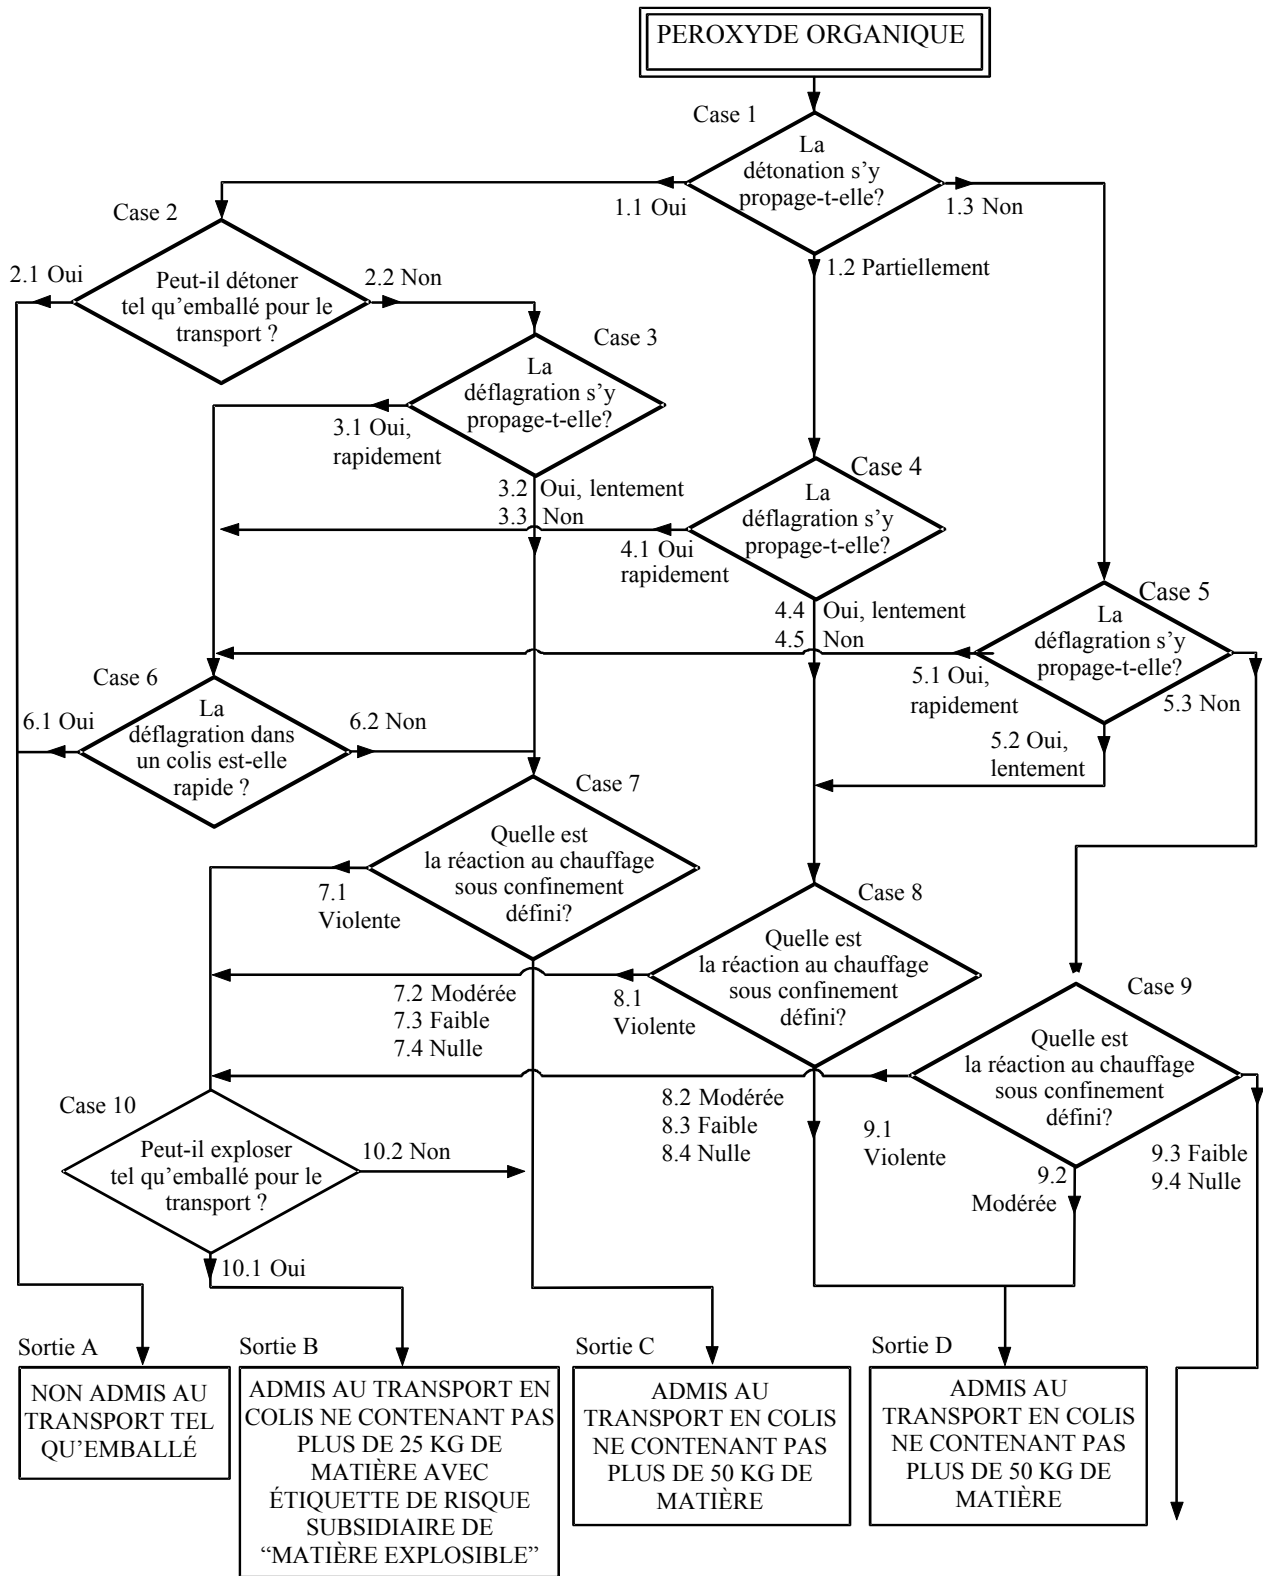 PEROXYDE ORGANIQUE
Case 1
La
détonation s’y
propage-t-elle?
1.1 Oui
1.3 Non
1.2 Partiellement
Case 2
2.1 Oui
Peut-il détoner
tel qu’emballé pour le
transport ?
2.2 Non
Case 3
La
déflagration s’y
propage-t-elle?
3.1 Oui,
rapidement
3.2 Oui, lentement
3.3 Non
Case 4
La
déflagration s’y
propage-t-elle?
4.1 Oui
rapidement
4.4 Oui, lentement
4.5 Non
Case 5
La
déflagration s’y
propage-t-elle?
5.1 Oui,
rapidement
5.3 Non
5.2 Oui,
lentement
Case 6
6.1 Oui
La
déflagration dans
un colis est-elle
rapide ?
6.2 Non
Case 7
Quelle est
la réaction au chauffage
sous confinement
défini?
7.1
Violente
7.2 Modérée
7.3 Faible
7.4 Nulle
Case 8
Quelle est
la réaction au chauffage
sous confinement
défini?
8.1
Violente
8.2 Modérée
8.3 Faible
8.4 Nulle
Case 9
Quelle est
la réaction au chauffage
sous confinement
défini?
9.1
Violente
9.2
Modérée
9.3 Faible
9.4 Nulle
Case 10
Peut-il exploser
tel qu’emballé pour le
transport ?
10.2 Non
10.1 Oui
Sortie A
NON ADMIS AU
TRANSPORT TEL
QU’EMBALLÉ
Sortie B
ADMIS AU TRANSPORT EN
COLIS NE CONTENANT PAS
PLUS DE 25 KG DE
MATIÈRE AVEC
ÉTIQUETTE DE RISQUE
SUBSIDIAIRE DE
“MATIÈRE EXPLOSIBLE”
Sortie C
ADMIS AU
TRANSPORT EN COLIS
NE CONTENANT PAS
PLUS DE 50 KG DE
MATIÈRE
Sortie D
ADMIS AU
TRANSPORT EN COLIS
NE CONTENANT PAS
PLUS DE 50 KG DE
MATIÈRE